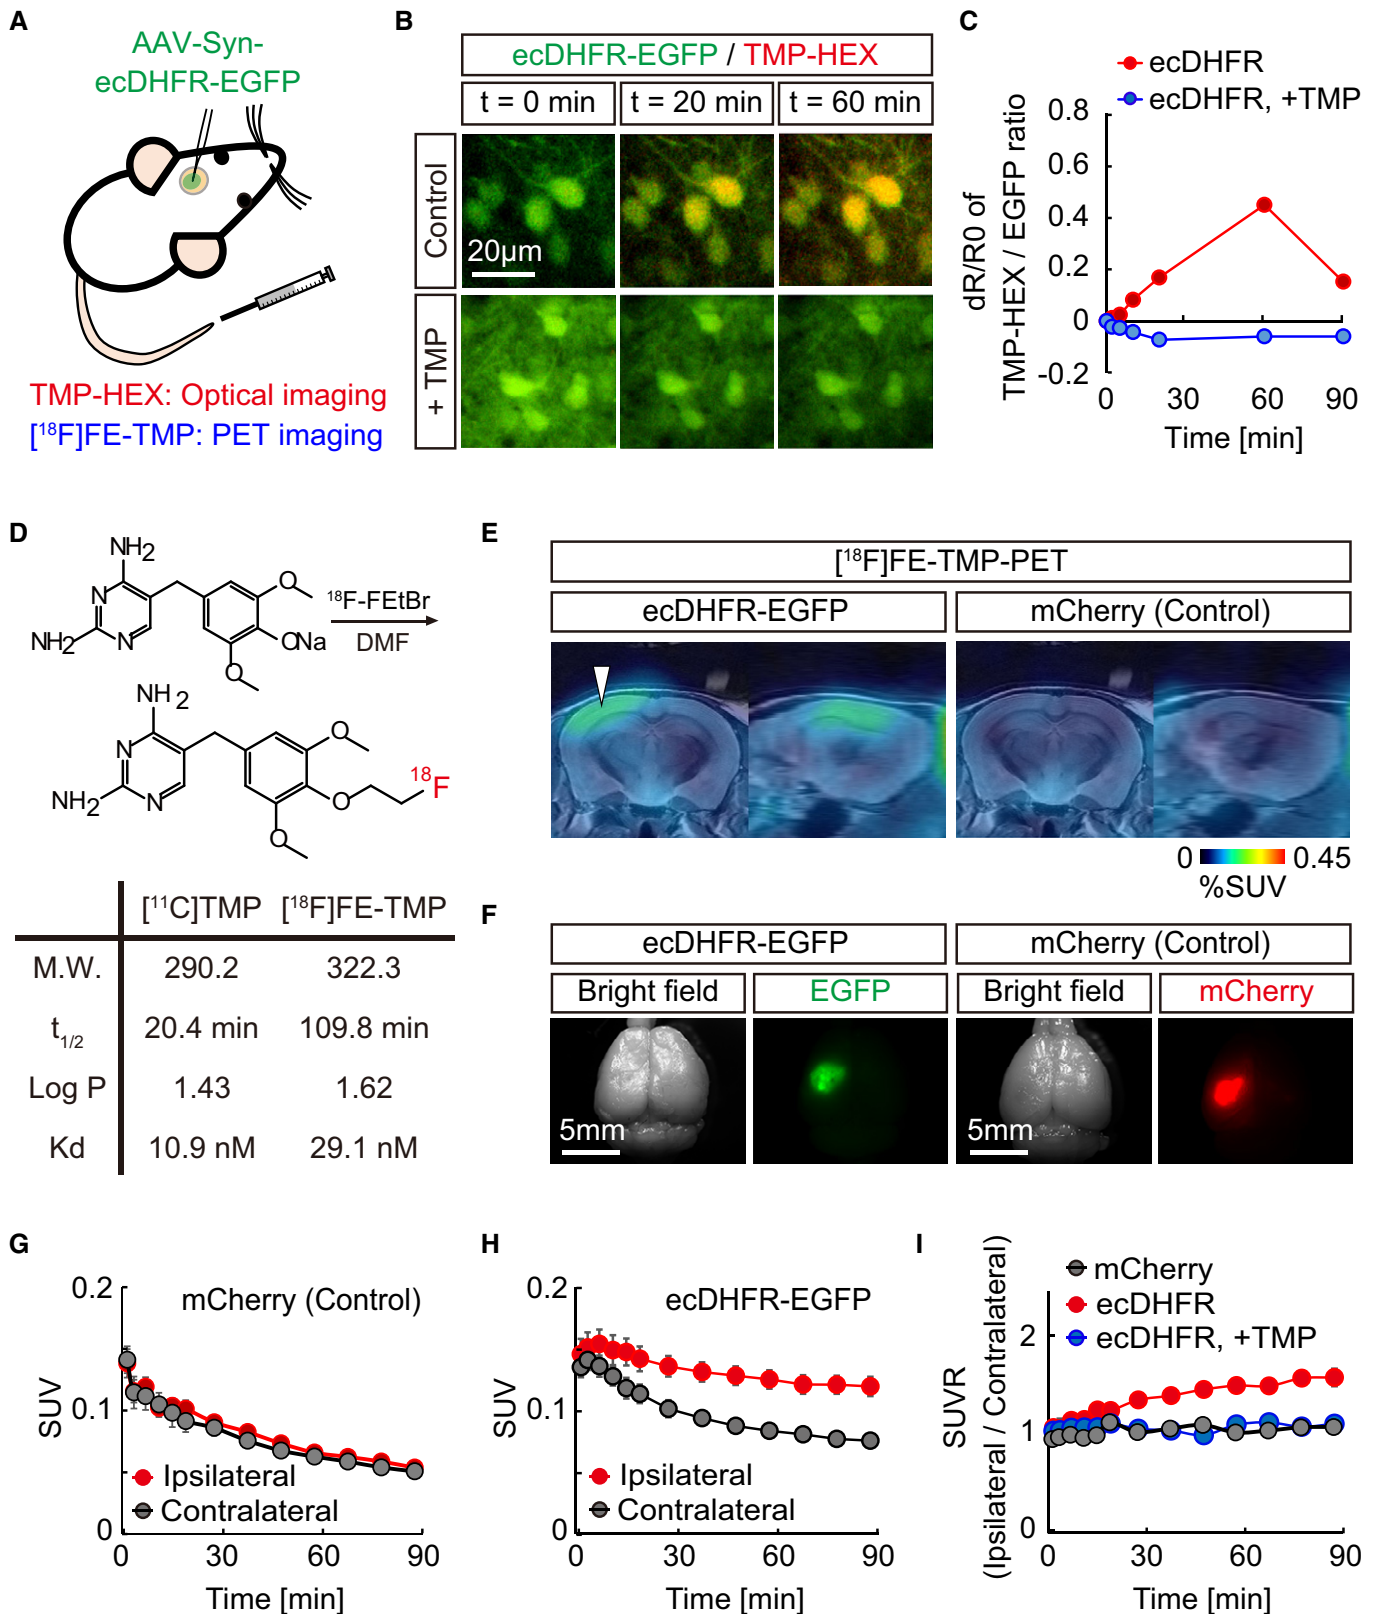 A
AAV-Syn-
ecDHFR-EGFP
TMP-HEX: Optical imaging
[18F]FE-TMP: PET imaging
B
ecDHFR-EGFP / TMP-HEX
t = 0 min
t = 20 min
t = 60 min
Control
20µm
+ TMP
C
ecDHFR
ecDHFR, +TMP
dR/R0 of
TMP-HEX / EGFP ratio
0.8
0.6
0.4
0.2
0
-0.2
0
30
60
90
Time [min]
D
NH2
N
NH2
N
O
ONa
O
18F-FEtBr
DMF
NH2
N
NH2
N
O
O
18F
O
[11C]TMP [18F]FE-TMP
M.W. 290.2 322.3
t1/2 20.4 min 109.8 min
Log P 1.43 1.62
Kd 10.9 nM 29.1 nM
E
[18F]FE-TMP-PET
ecDHFR-EGFP
mCherry (Control)
0 0.45
%SUV
F
ecDHFR-EGFP
mCherry (Control)
Bright field
EGFP
Bright field
mCherry
5mm
5mm
G
mCherry (Control)
SUV
0.2
0.1
0
Ipsilateral
Contralateral
0
30
60
90
Time [min]
H
ecDHFR-EGFP
SUV
0.2
0.1
0
Ipsilateral
Contralateral
0
30
60
90
Time [min]
I
mCherry
ecDHFR
ecDHFR, +TMP
SUVR
(Ipsilateral / Contralateral)
2
1
0
0
30
60
90
Time [min]